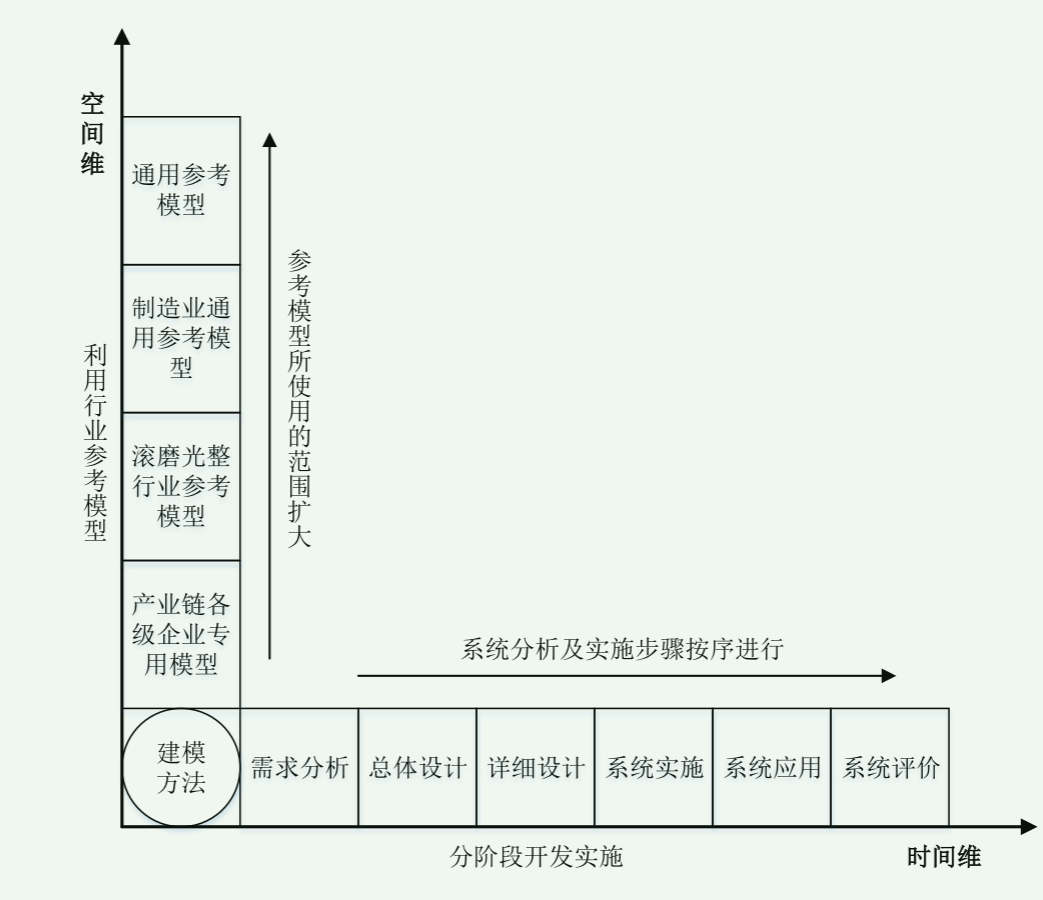 空间维
通用参考
模型
制造业通
用参考模
型
利用行业参考模型
参考模型所使用的范围扩大
滚磨光整
行业参考
模型
产业链各
级企业专
用模型
系统分析及实施步骤按序进行
建模
方法
需求分析
总体设计
详细设计
系统实施
系统应用
系统评价
分阶段开发实施
时间维